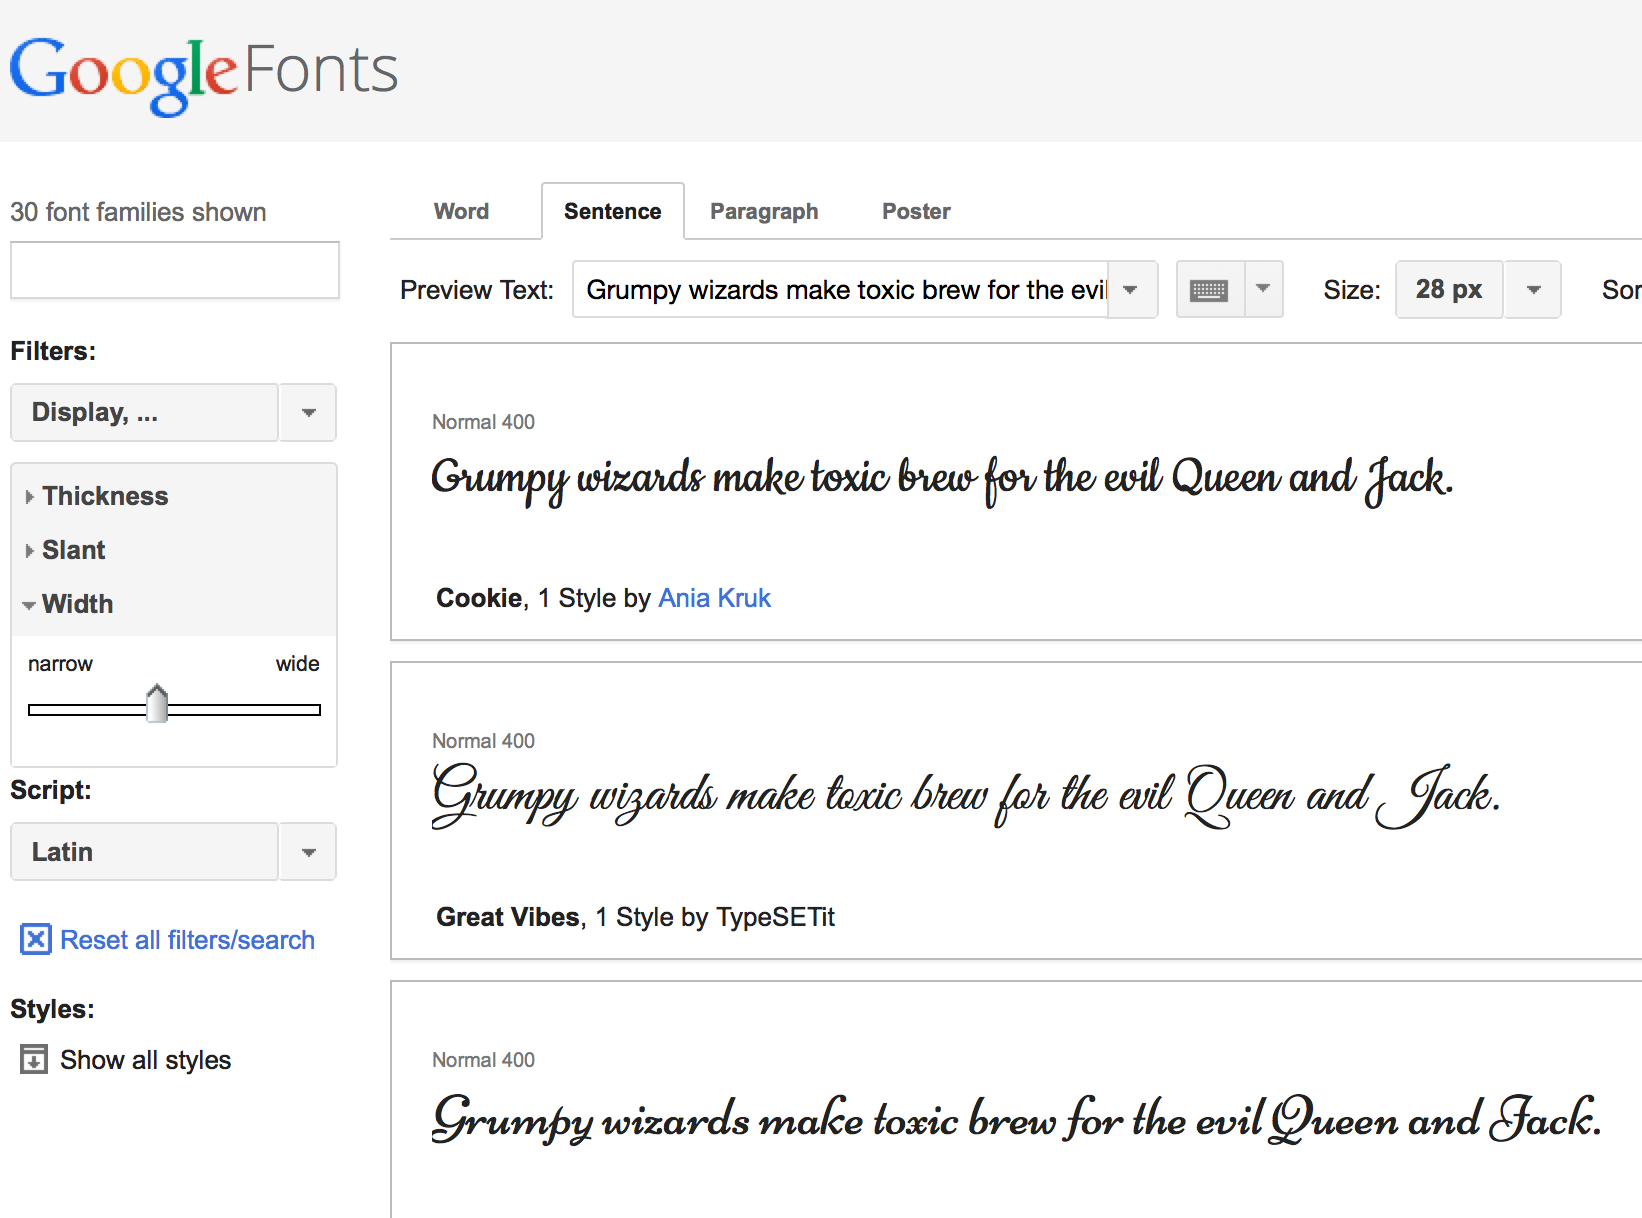 Google Fonts
30 font families shown
Word Sentence Paragraph Poster
Preview Text: Grumpy wizards make toxic brew for the evil Size: 28 px
Filters:
Display, ...
Thickness
Slant
Width
narrow wide
Script:
Latin
Reset all filters/search
Styles:
Show all styles
Normal 400
Grumpy wizards make toxic brew for the evil Queen and Jack.
Cookie, 1 Style by Ania Kruk
Normal 400
Grumpy wizards make toxic brew for the evil Queen and Jack.
Great Vibes, 1 Style by TypeSETit
Normal 400
Grumpy wizards make toxic brew for the evil Queen and Jack.